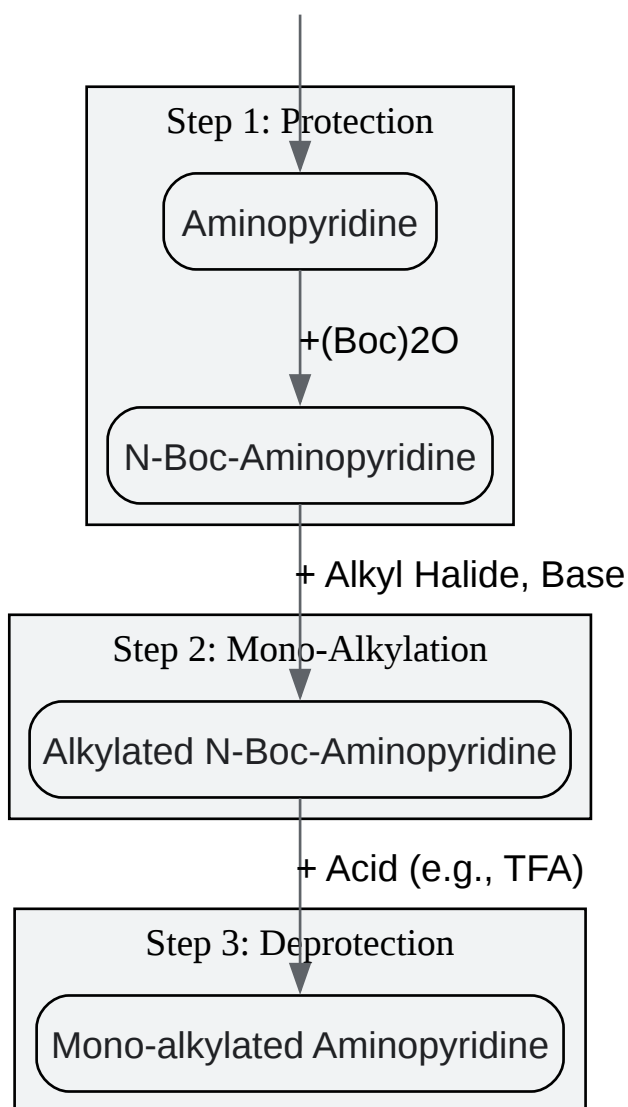 Step 1: Protection
Aminopyridine
+(Boc)2O
N-Boc-Aminopyridine
+ Alkyl Halide, Base
Step 2: Mono-Alkylation
Alkylated N-Boc-Aminopyridine
+ Acid (e.g., TFA)
Step 3: Deprotection
Mono-alkylated Aminopyridine